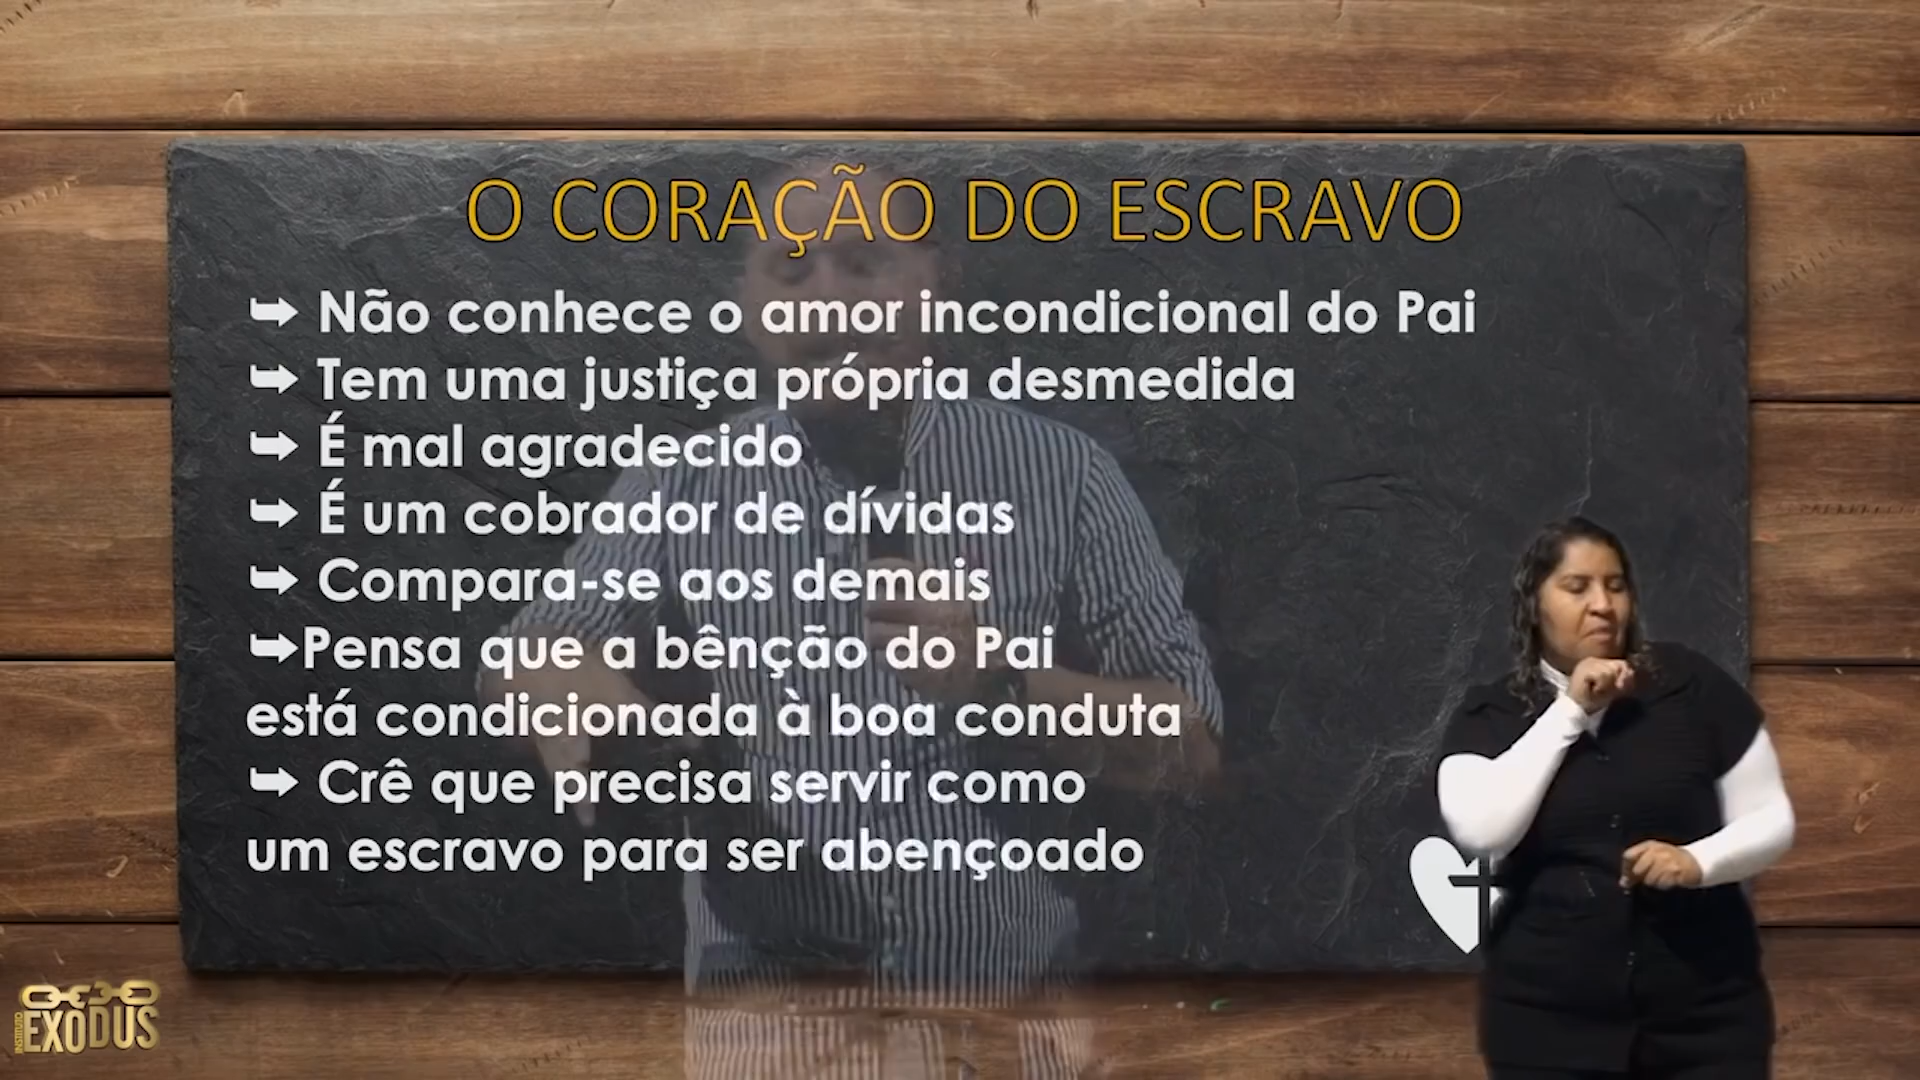 O CORAÇÃO DO ESCRAVO
➥ Não conhece o amor incondicional do Pai
➥ Tem uma justiça própria desmedida
➥ É mal agradecido
➥ É um cobrador de dívidas
➥ Compara-se aos demais
➥Pensa que a bênção do Pai
está condicionada à boa conduta
➥ Crê que precisa servir como
um escravo para ser abençoado
INSTITUTO
EXODUS